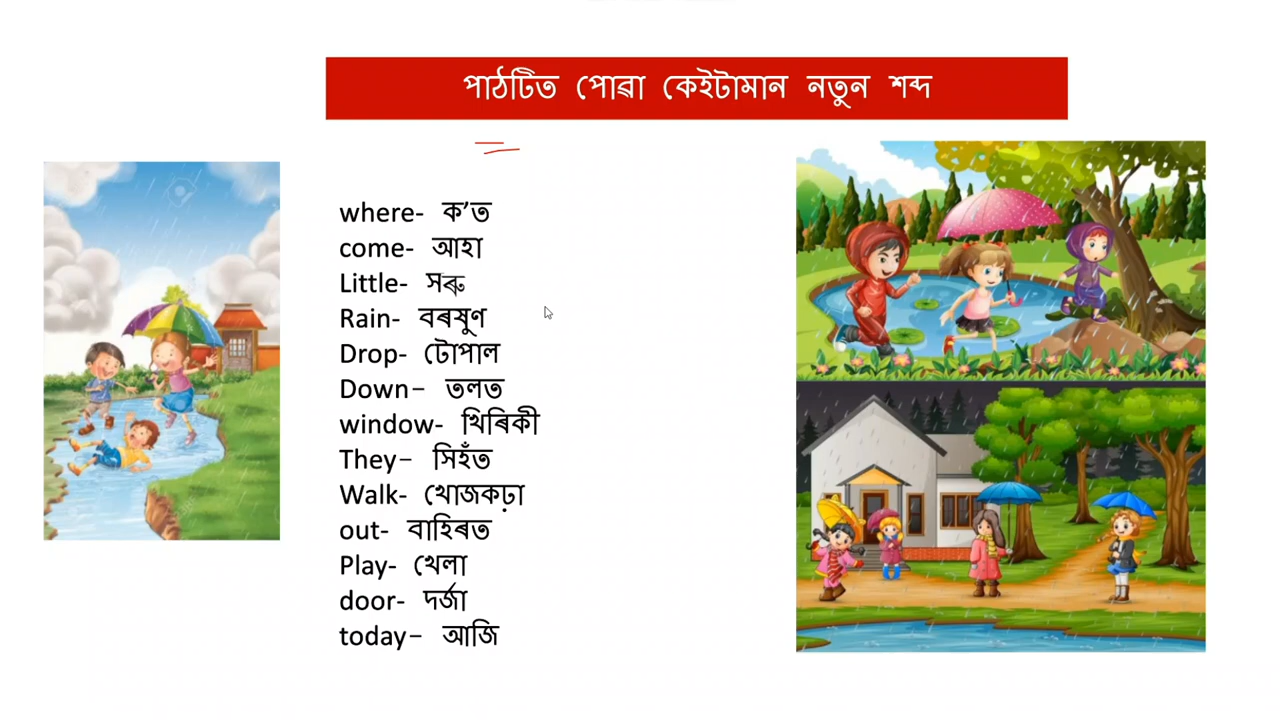 পাঠটিত পোৱা কেইটামান নতুন শব্দ
where- ক’ত
come- আহা
Little- সৰু
Rain- বৰষুণ
Drop- টোপাল
Down– তলত
window- খিৰিকী
They– সিহঁত
Walk- খোজকঢ়া
out- বাহিৰত
Play- খেলা
door- দৰ্জা
today– আজি